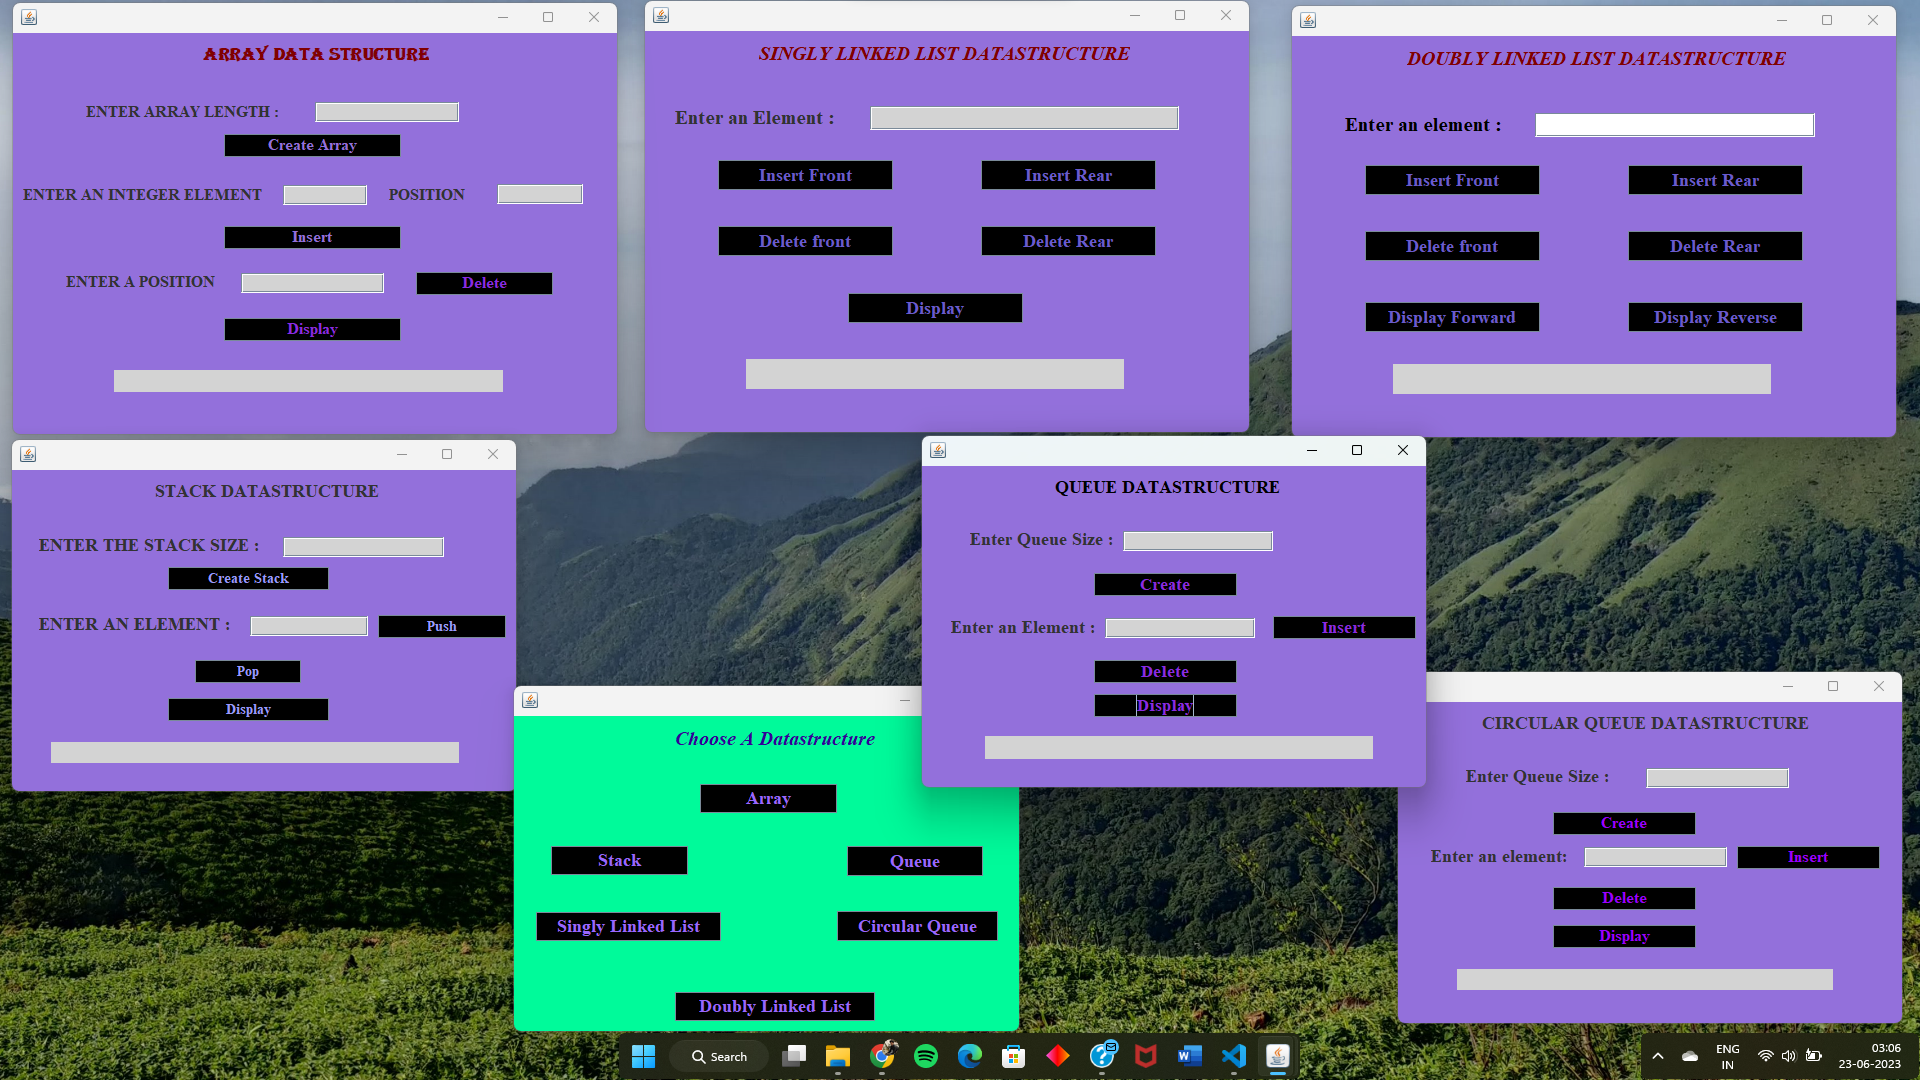 ARRAY DATA STRUCTURE
ENTER ARRAY LENGTH :
Create Array
ENTER AN INTEGER ELEMENT POSITION
Insert
ENTER A POSITION Delete
Display
SINGLY LINKED LIST DATASTRUCTURE
Enter an Element :
Insert Front Insert Rear
Delete front Delete Rear
Display
DOUBLY LINKED LIST DATASTRUCTURE
Enter an element :
Insert Front Insert Rear
Delete front Delete Rear
Display Forward Display Reverse
STACK DATASTRUCTURE
ENTER THE STACK SIZE :
Create Stack
ENTER AN ELEMENT : Push
Pop
Display
Choose A Datastructure
Array
Stack Queue
Singly Linked List Circular Queue
Doubly Linked List
QUEUE DATASTRUCTURE
Enter Queue Size :
Create
Enter an Element : Insert
Delete
Display
CIRCULAR QUEUE DATASTRUCTURE
Enter Queue Size :
Create
Enter an element: Insert
Delete
Display
Search
ENG
IN
03:06
23-06-2023